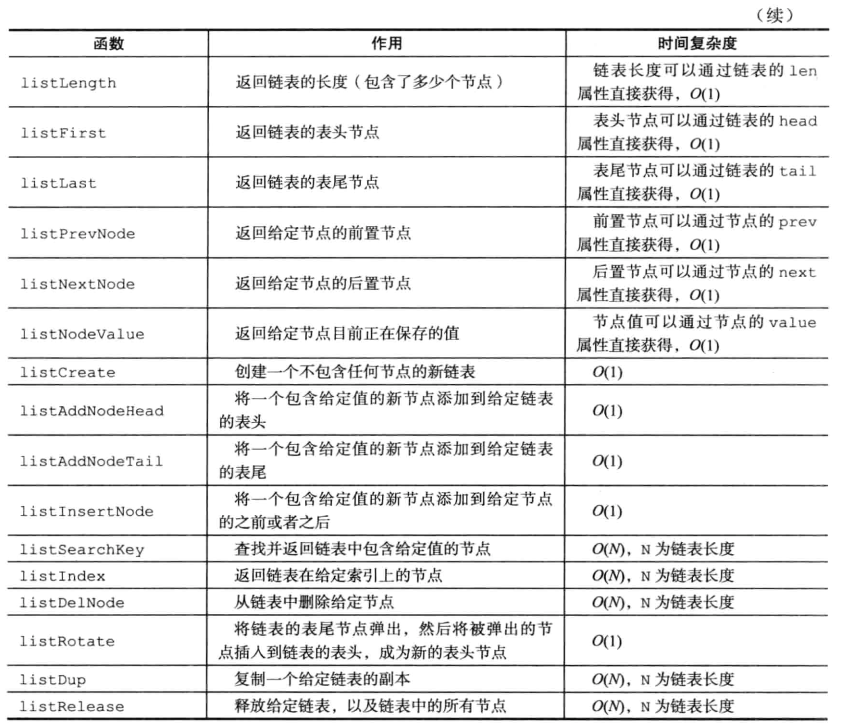 （续）
函数 作用 时间复杂度
listLength 返回链表的长度（包含了多少个节点） 链表长度可以通过链表的 len
属性直接获得，O(1)
listFirst 返回链表的表头节点 表头节点可以通过链表的 head
属性直接获得，O(1)
listLast 返回链表的表尾节点 表尾节点可以通过链表的 tail
属性直接获得，O(1)
listPrevNode 返回给定节点的前置节点 前置节点可以通过节点的 prev
属性直接获得，O(1)
listNextNode 返回给定节点的后置节点 后置节点可以通过节点的 next
属性直接获得，O(1)
listNodeValue 返回给定节点目前正在保存的值 节点值可以通过节点的 value
属性直接获得，O(1)
listCreate 创建一个不包含任何节点的新链表 O(1)
listAddNodeHead 将一个包含给定值的新节点添加到给定链表
的表头 O(1)
listAddNodeTail 将一个包含给定值的新节点添加到给定链表
的表尾 O(1)
listInsertNode 将一个包含给定值的新节点添加到给定节点
的之前或者之后 O(1)
listSearchKey 查找并返回链表中包含给定值的节点 O(N)，N 为链表长度
listIndex 返回链表在给定索引上的节点 O(N)，N 为链表长度
listDelNode 从链表中删除给定节点 O(N)，N 为链表长度
listRotate 将链表的表尾节点弹出，然后将被弹出的节
点插入到链表的表头，成为新的表头节点 O(1)
listDup 复制一个给定链表的副本 O(N)，N 为链表长度
listRelease 释放给定链表，以及链表中的所有节点 O(N)，N 为链表长度